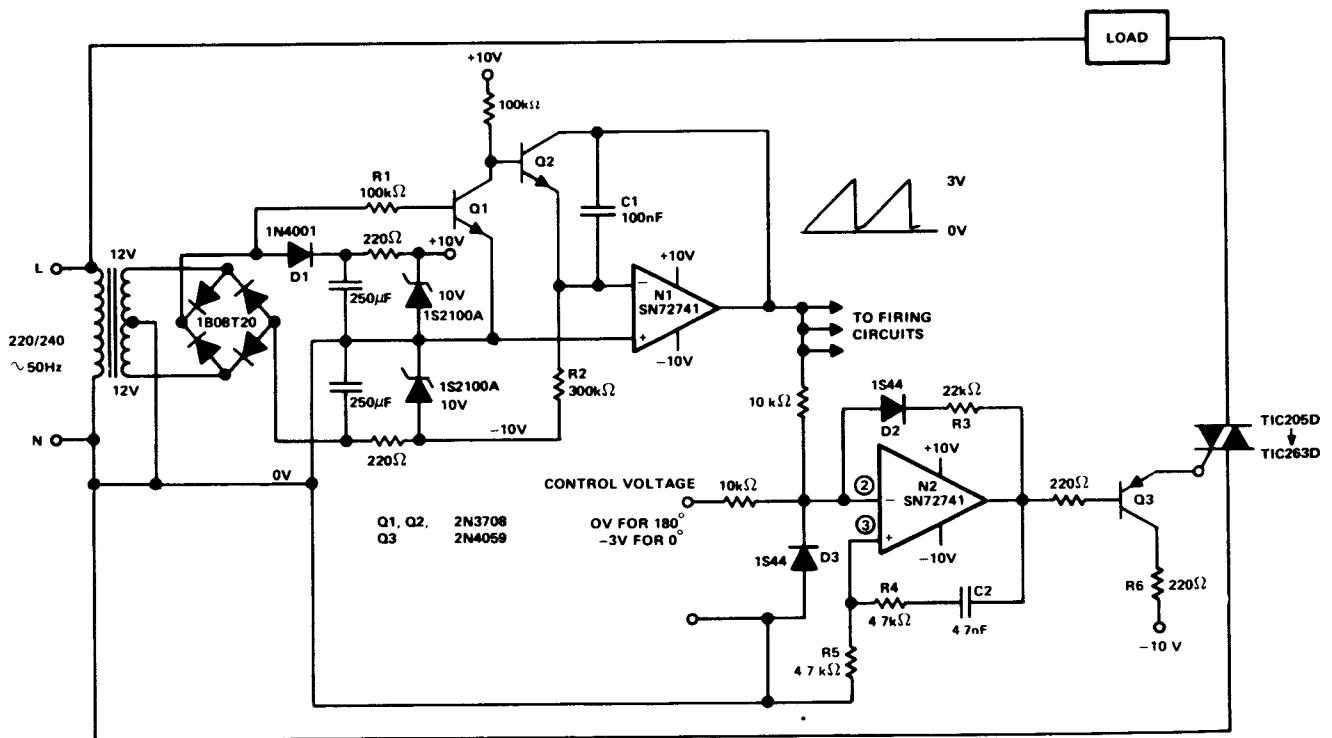 LOAD
+10V
100kΩ
Q2
R1
100kΩ
Q1
C1
100nF
3V
0V
1N4001
D1
220Ω
+10V
12V
L
250µF
10V
1S2100A
+10V
N1
SN72741
−10V
TO FIRING
CIRCUITS
1B08T20
220/240
∼50Hz
12V
250µF
1S2100A
10V
R2
300kΩ
10kΩ
1S44
D2
22kΩ
R3
−10V
220Ω
N
0V
CONTROL VOLTAGE
10kΩ
0V FOR 180°
−3V FOR 0°
+10V
2
−
N2
SN72741
3
+
−10V
220Ω
Q3
TIC205D
TIC263D
Q1, Q2, 2N3708
Q3 2N4059
1S44
D3
R4
4 7kΩ
C2
4 7nF
R5
4 7 kΩ
R6
220Ω
−10 V